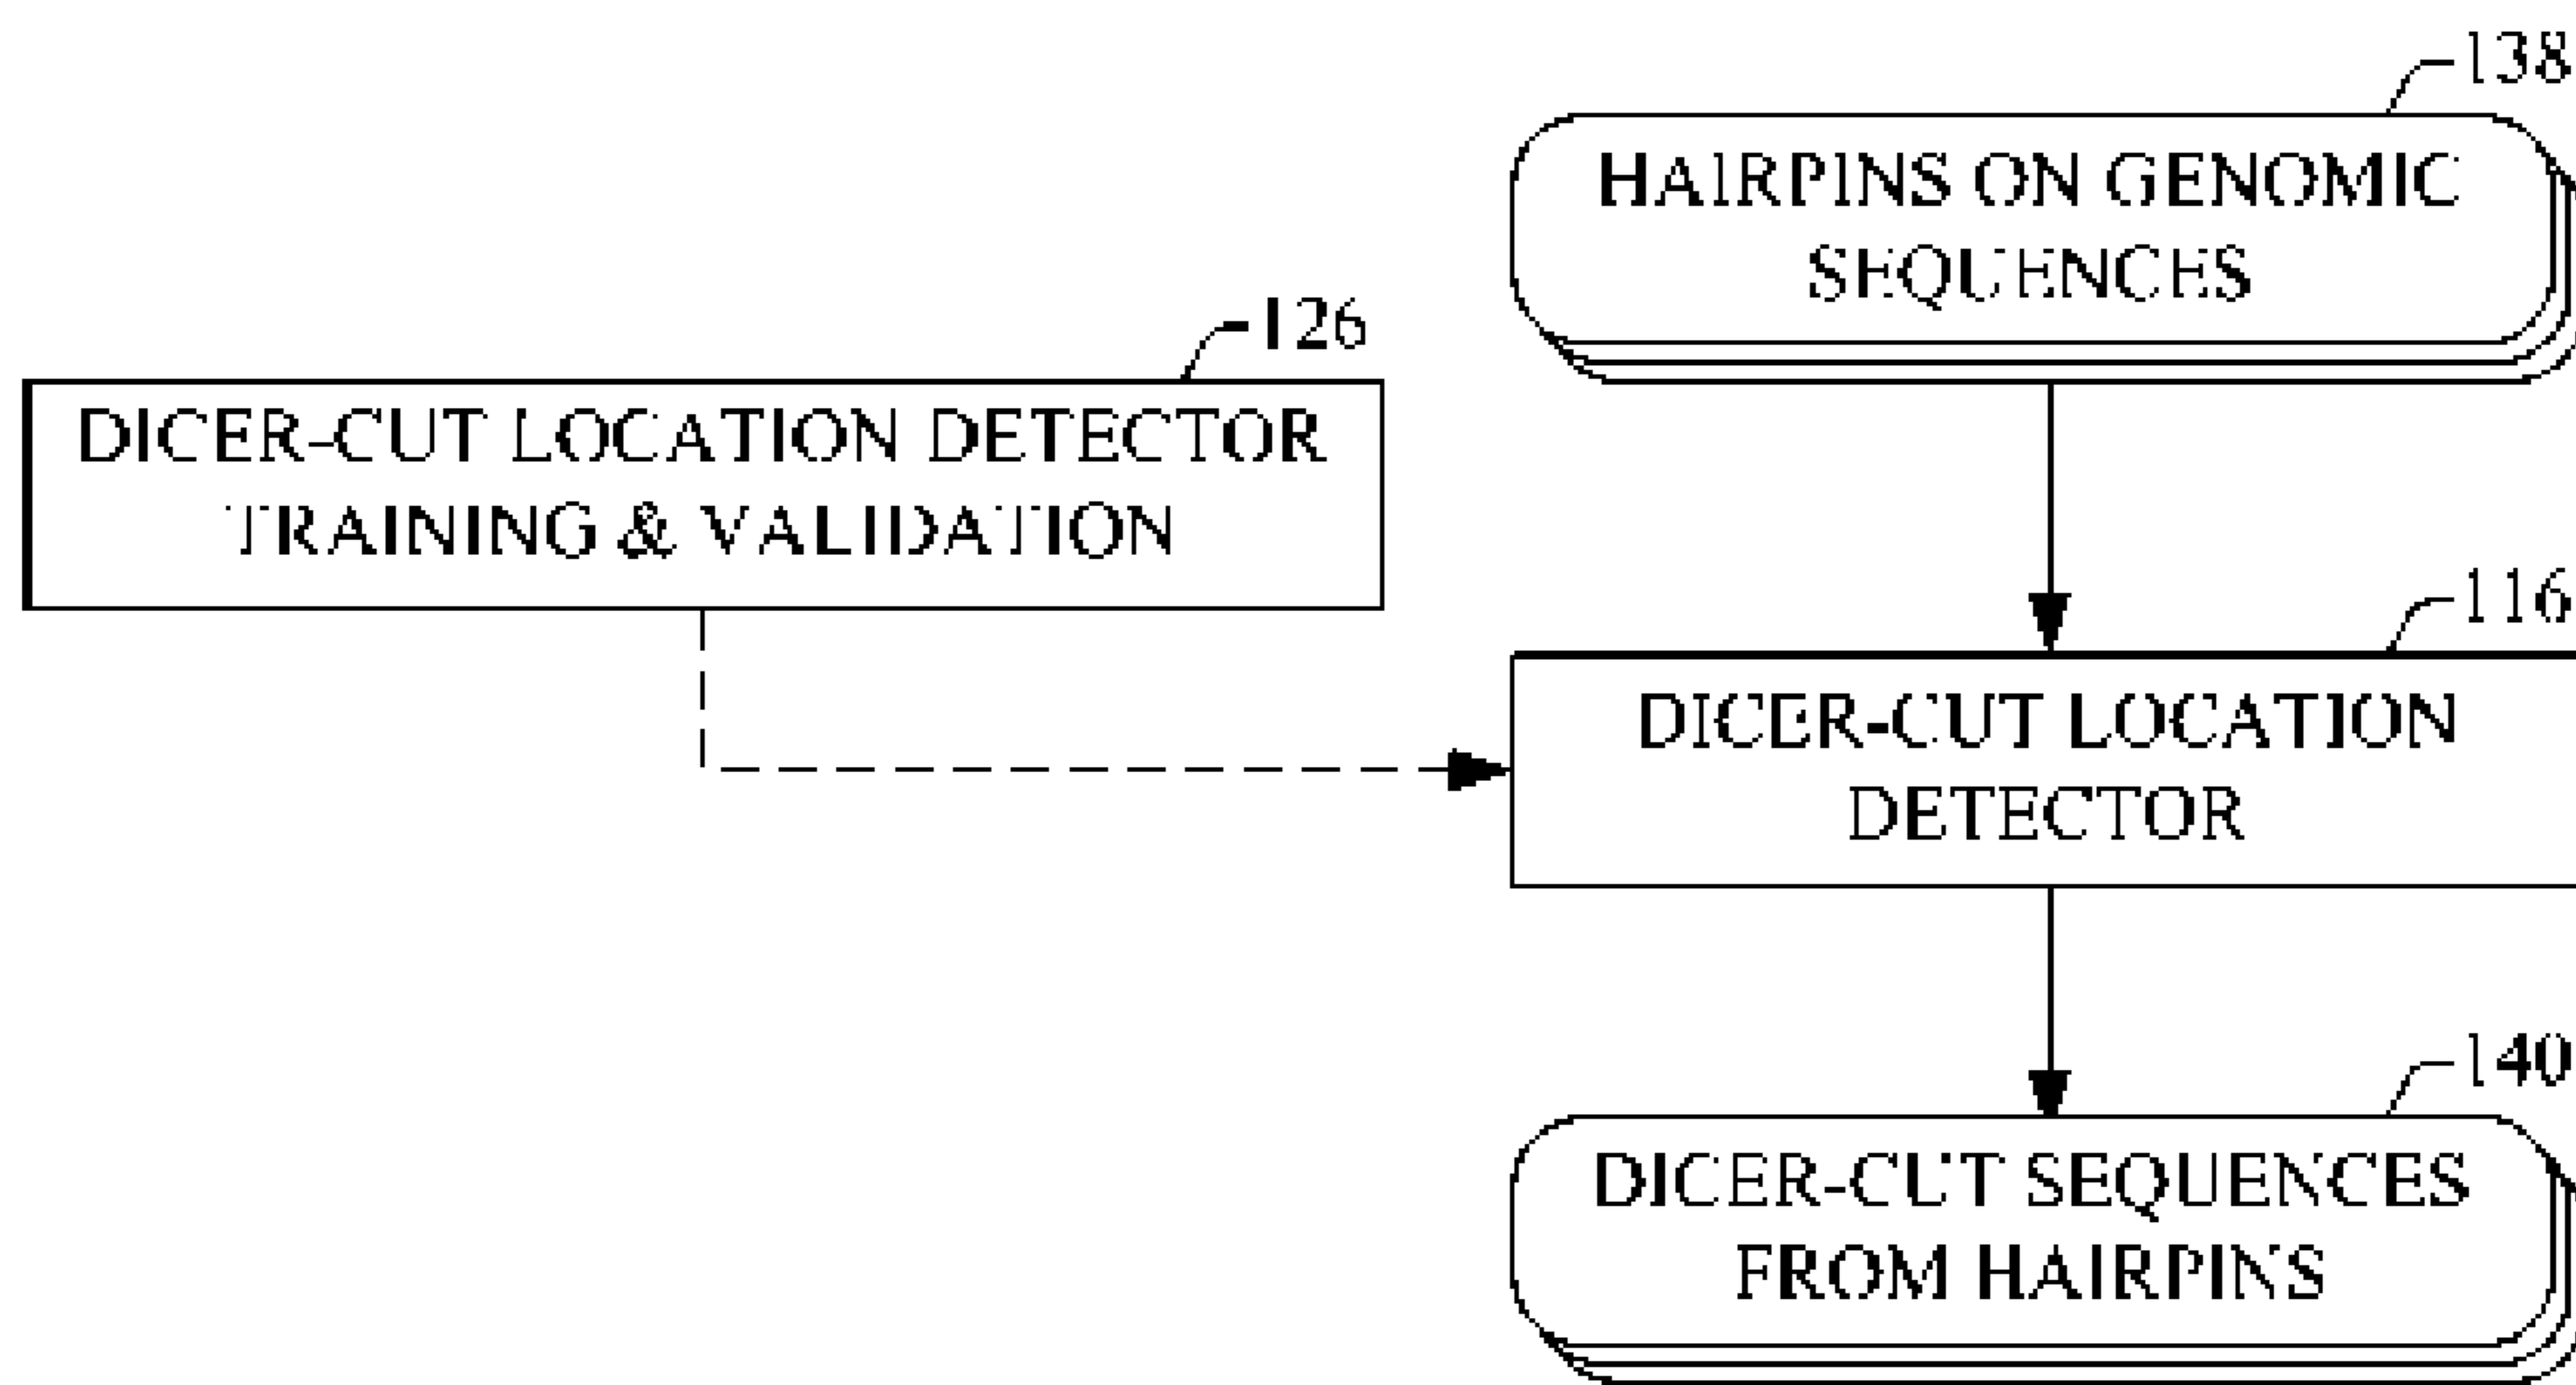 138
HAIRPINS ON GENOMIC
SEQUENCES
126
DICER-CUT LOCATION DETECTOR
TRAINING & VALIDATION
116
DICER-CUT LOCATION
DETECTOR
140
DICER-CUT SEQUENCES
FROM HAIRPINS